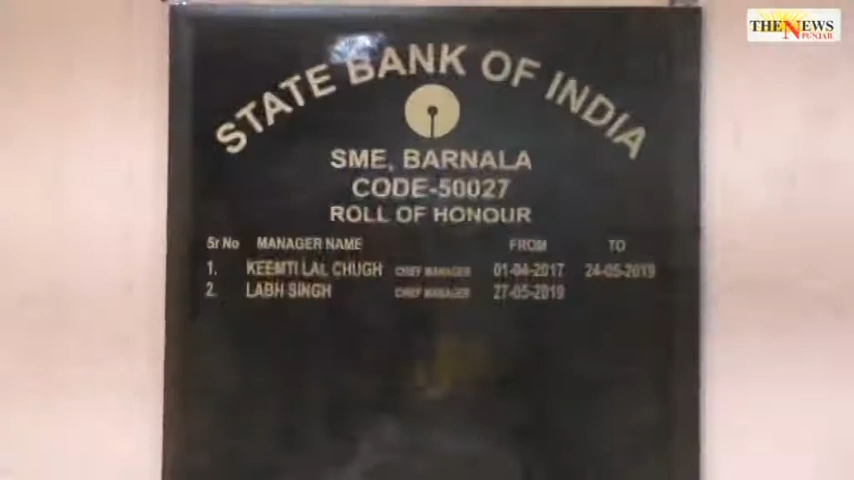 THE NEWS
PUNJAB
STATE BANK OF INDIA
SME, BARNALA
CODE-50027
ROLL OF HONOUR
Sr No MANAGER NAME FROM TO
1. KEEMTI LAL CHUGH CHIEF MANAGER 01-04-2017 24-05-2019
2. LABH SINGH CHIEF MANAGER 27-05-2019